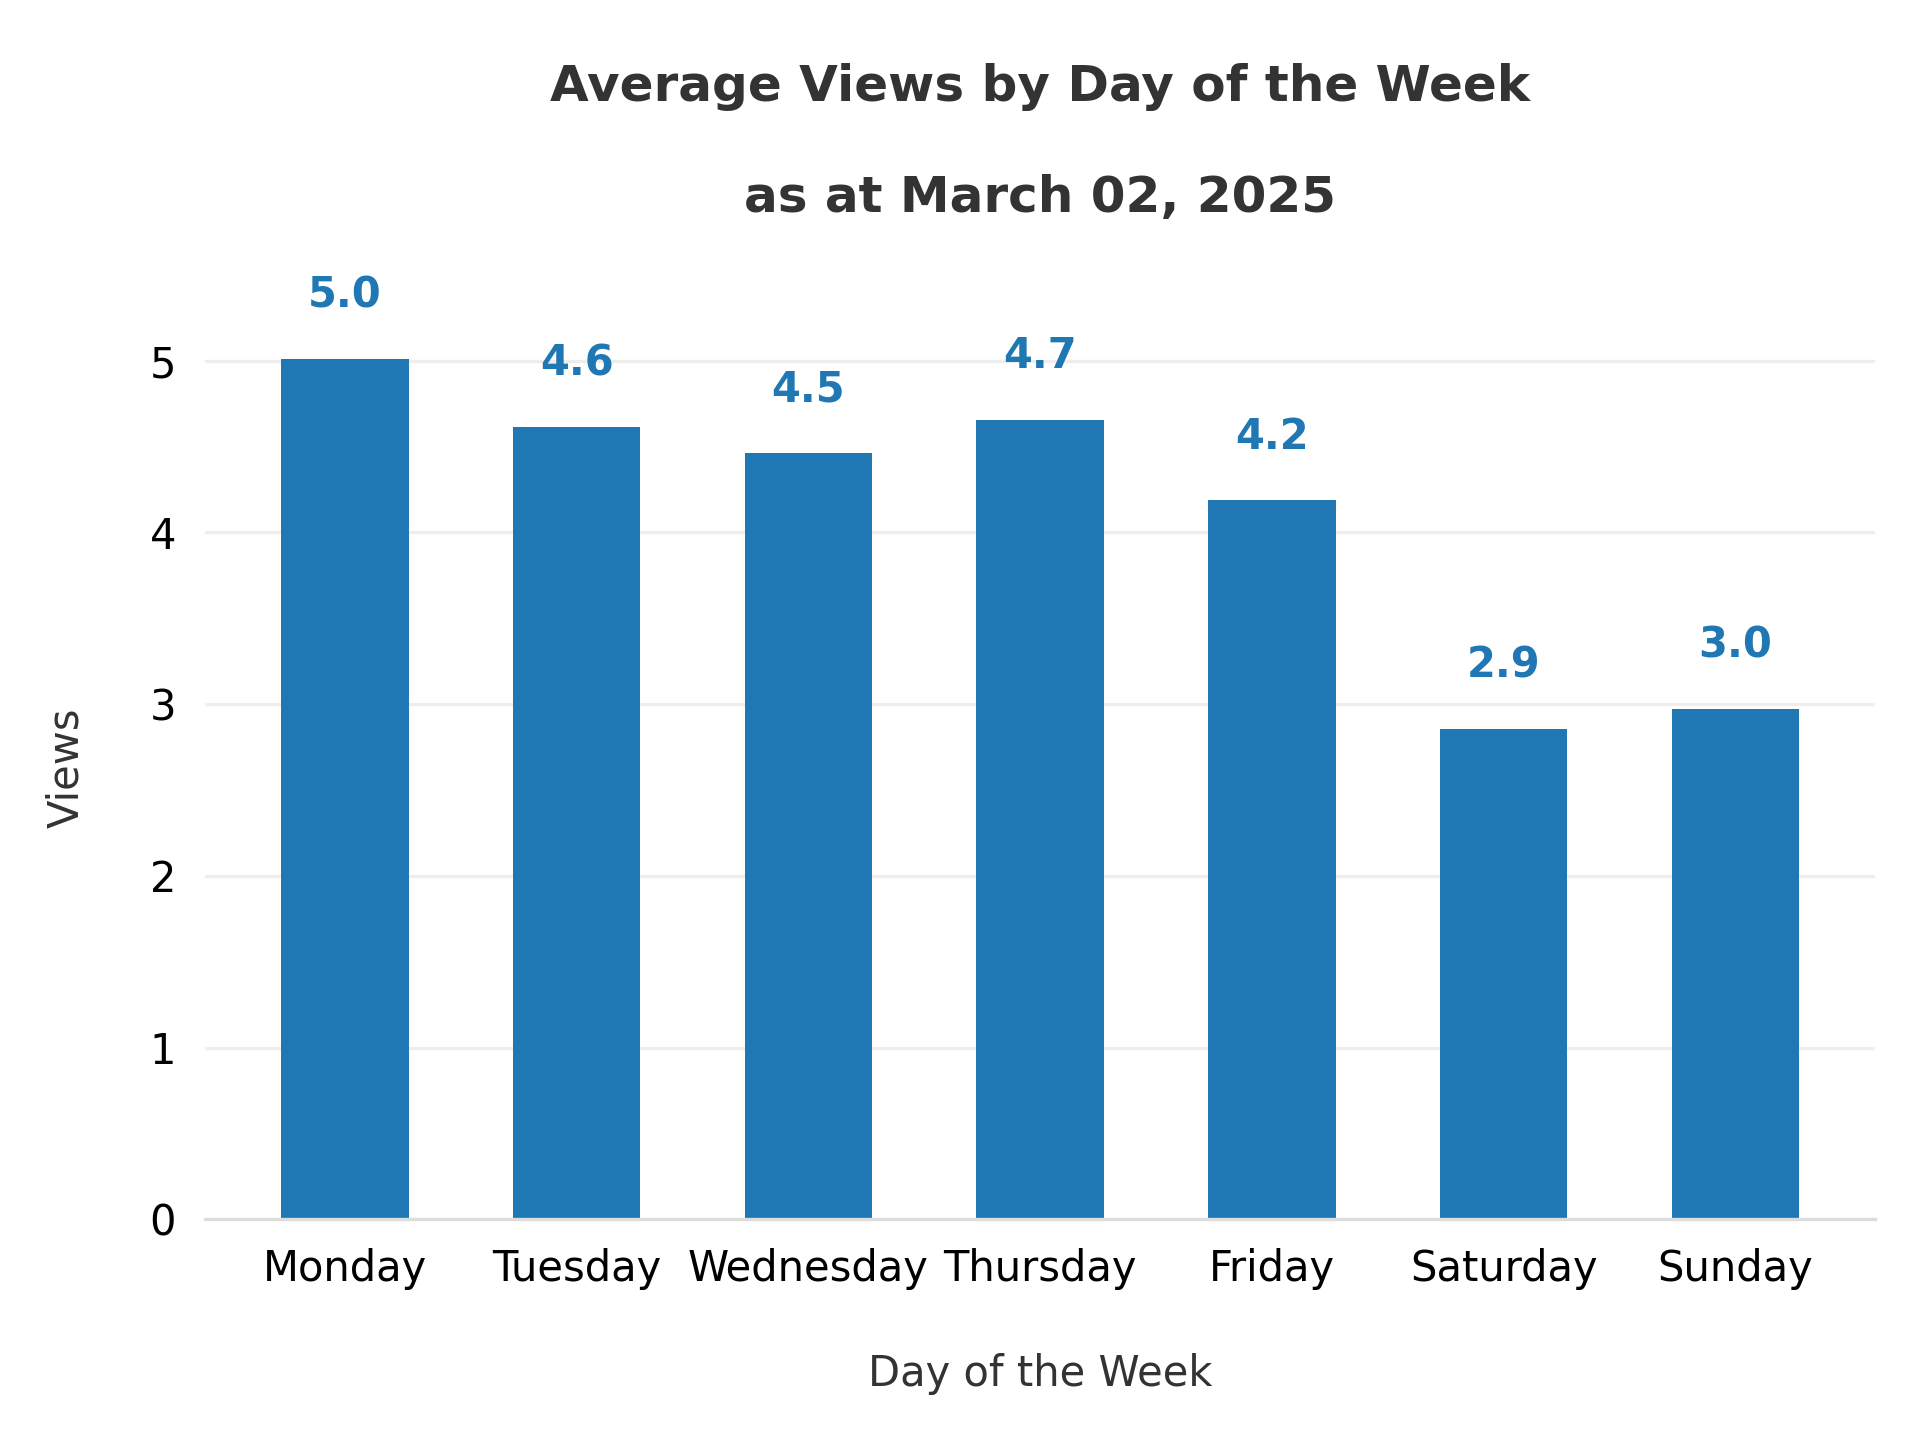 Average Views by Day of the Week
as at March 02, 2025
5.0
4.6
4.5
4.7
4.2
2.9
3.0
5
4
3
2
1
0
Views
Monday Tuesday Wednesday Thursday Friday Saturday Sunday
Day of the Week